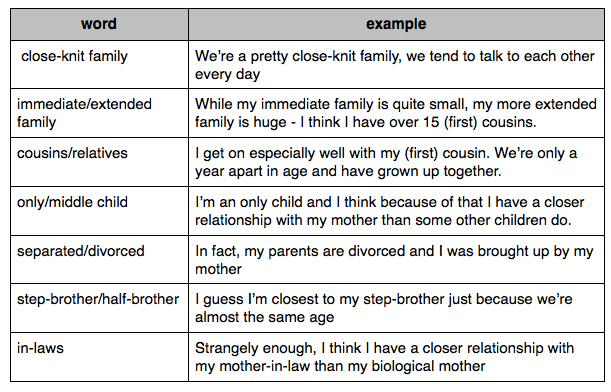 word example
close-knit family We're a pretty close-knit family, we tend to talk to each other
every day
immediate/extended While my immediate family is quite small, my more extended
family family is huge - I think I have over 15 (first) cousins.
cousins/relatives I get on especially well with my (first) cousin. We're only a
year apart in age and have grown up together.
only/middle child I'm an only child and I think because of that I have a closer
relationship with my mother than some other children do.
separated/divorced In fact, my parents are divorced and I was brought up by my
mother
step-brother/half-brother I guess I'm closest to my step-brother just because we're
almost the same age
in-laws Strangely enough, I think I have a closer relationship with
my mother-in-law than my biological mother